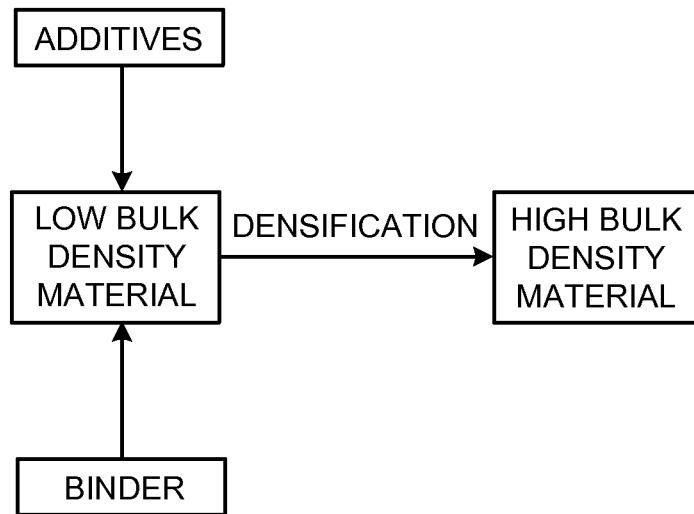 ADDITIVES
LOW BULK
DENSITY
MATERIAL
DENSIFICATION
HIGH BULK
DENSITY
MATERIAL
BINDER